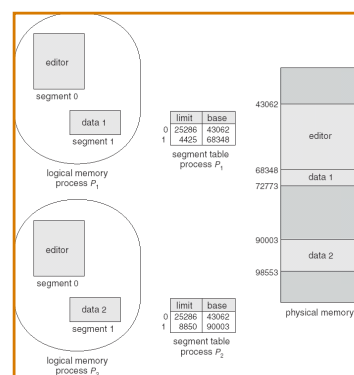 editor
segment 0
data 1
segment 1
logical memory
process P1
limit base
0 25286 43062
1 4425 68348
segment table
process P1
editor
segment 0
data 2
segment 1
logical memory
process P2
limit base
0 25286 43062
1 8850 90003
segment table
process P2
43062
editor
68348
data 1
72773
90003
data 2
98553
physical memory